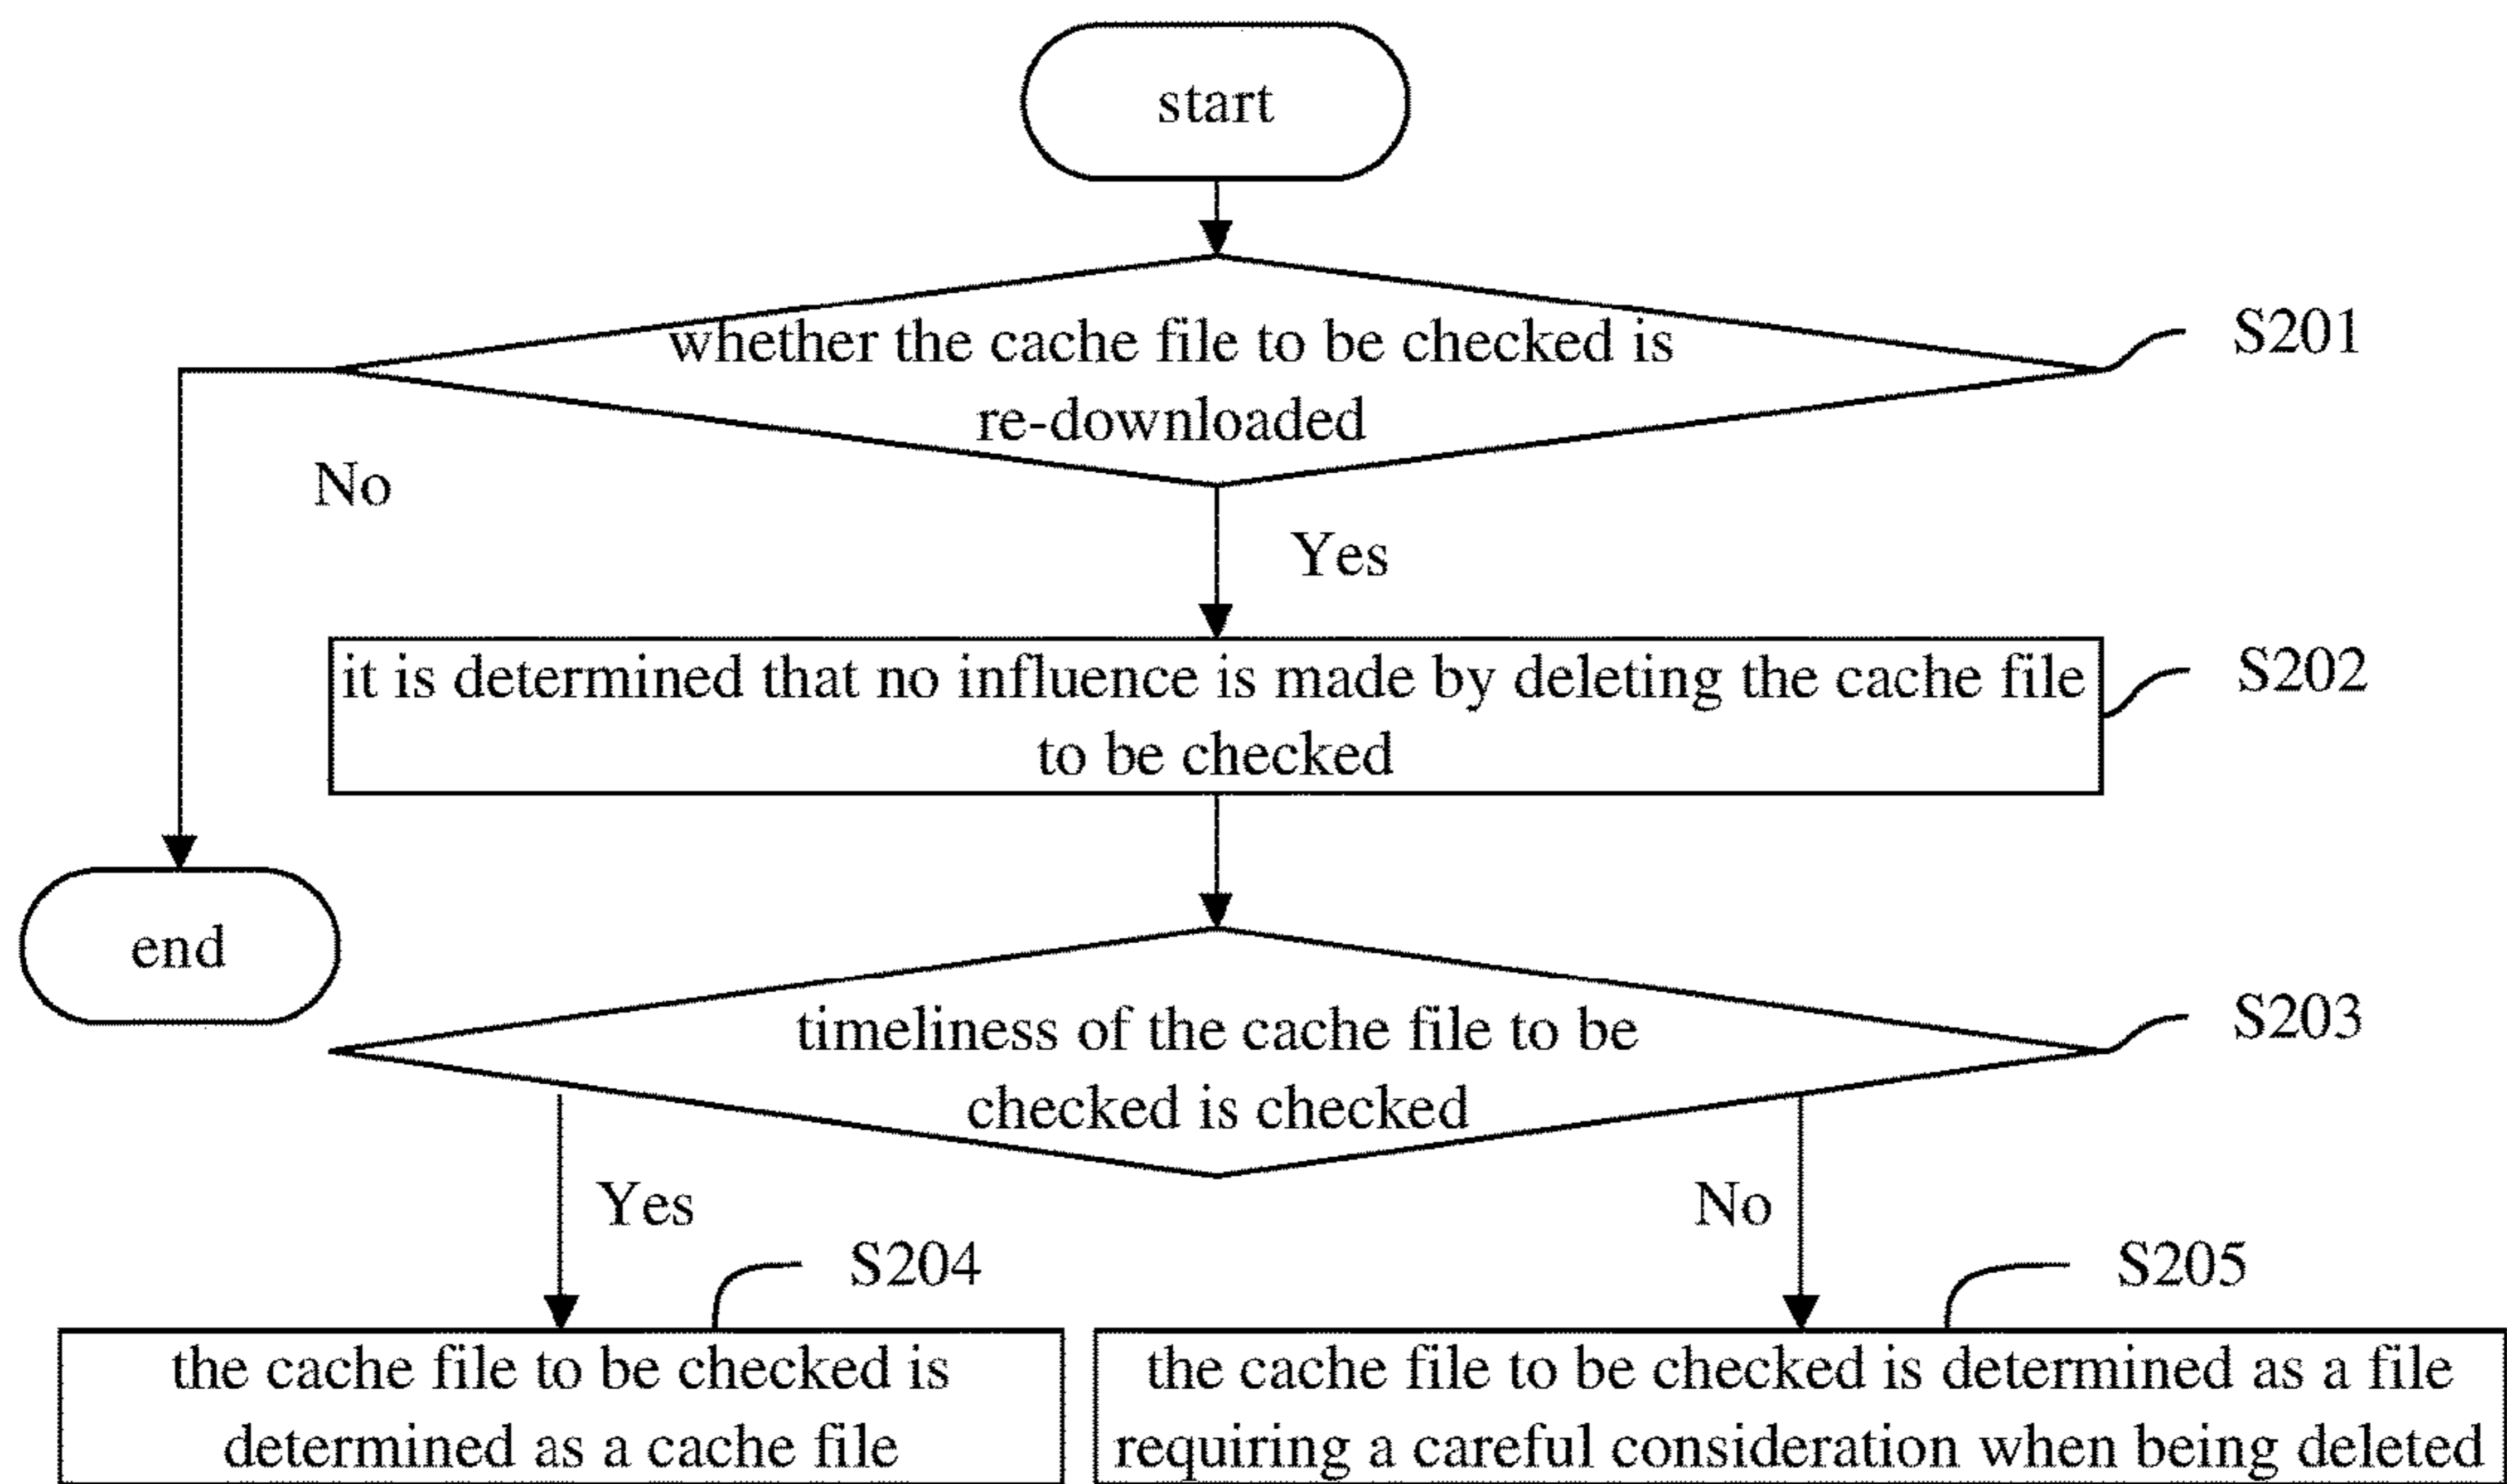 start
whether the cache file to be checked is
re-downloaded
S201
No
Yes
it is determined that no influence is made by deleting the cache file
to be checked
S202
end
timeliness of the cache file to be
checked is checked
S203
Yes
No
S204
S205
the cache file to be checked is
determined as a cache file
the cache file to be checked is determined as a file
requiring a careful consideration when being deleted